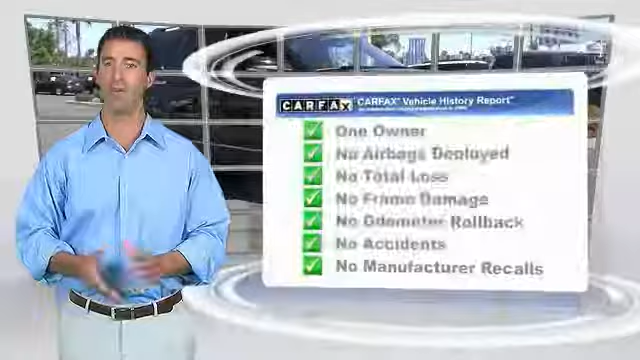 CARFAX CARFAX Vehicle History Report™
One Owner
No Airbags Deployed
No Total Loss
No Frame Damage
No Odometer Rollback
No Accidents
No Manufacturer Recalls